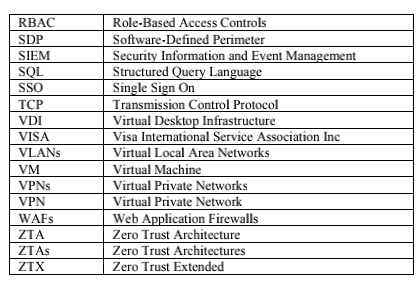 RBAC Role-Based Access Controls
SDP Software-Defined Perimeter
SIEM Security Information and Event Management
SQL Structured Query Language
SSO Single Sign On
TCP Transmission Control Protocol
VDI Virtual Desktop Infrastructure
VISA Visa International Service Association Inc
VLANs Virtual Local Area Networks
VM Virtual Machine
VPNs Virtual Private Networks
VPN Virtual Private Network
WAFs Web Application Firewalls
ZTA Zero Trust Architecture
ZTAs Zero Trust Architectures
ZTX Zero Trust Extended